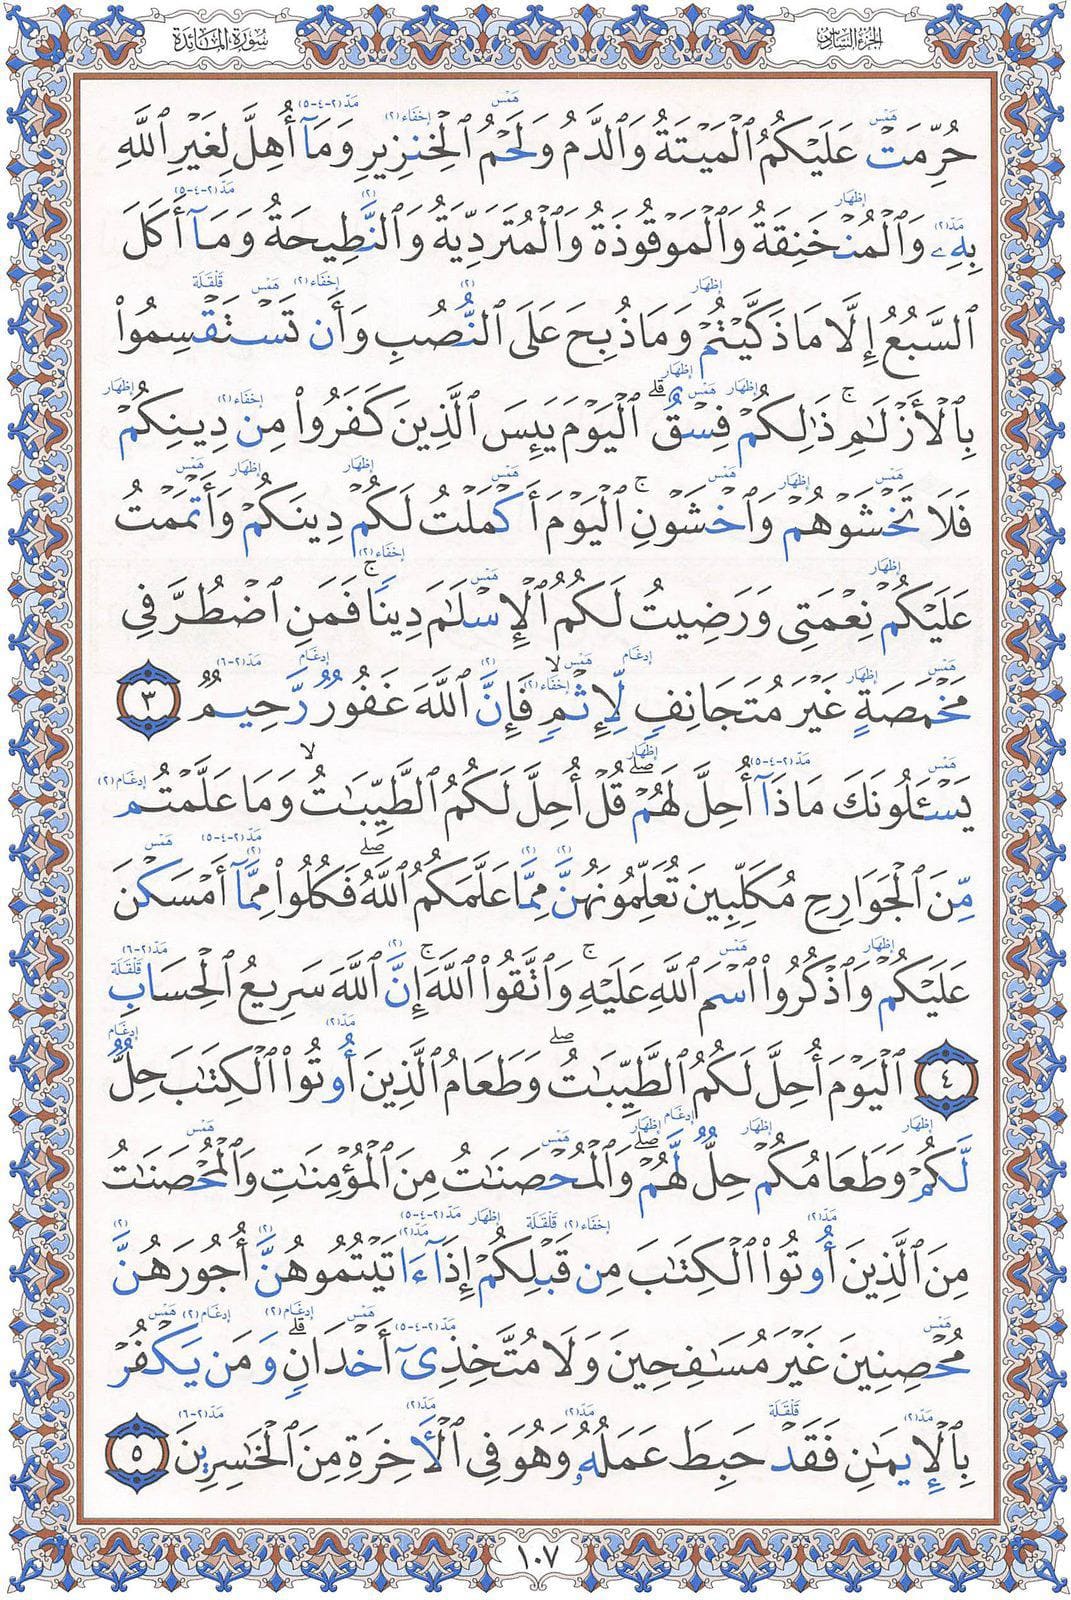 الجزء السادس
سورة المائدة
حُرِّمَتْ عَلَيْكُمُ ٱلْمَيْتَةُ وَٱلدَّمُ وَلَحْمُ ٱلْخِنزِيرِ وَمَآ أُهِلَّ لِغَيْرِ ٱللَّهِ
بِهِۦ وَٱلْمُنْخَنِقَةُ وَٱلْمَوْقُوذَةُ وَٱلْمُتَرَدِّيَةُ وَٱلنَّطِيحَةُ وَمَآ أَكَلَ
ٱلسَّبُعُ إِلَّا مَا ذَكَّيْتُمْ وَمَا ذُبِحَ عَلَى ٱلنُّصُبِ وَأَن تَسْتَقْسِمُوا۟
بِٱلْأَزْلَـٰمِ ۚ ذَٰلِكُمْ فِسْقٌ ۗ ٱلْيَوْمَ يَئِسَ ٱلَّذِينَ كَفَرُوا۟ مِن دِينِكُمْ
فَلَا تَخْشَوْهُمْ وَٱخْشَوْنِ ۚ ٱلْيَوْمَ أَكْمَلْتُ لَكُمْ دِينَكُمْ وَأَتْمَمْتُ
عَلَيْكُمْ نِعْمَتِى وَرَضِيتُ لَكُمُ ٱلْإِسْلَـٰمَ دِينًا ۚ فَمَنِ ٱضْطُرَّ فِى
مَخْمَصَةٍ غَيْرَ مُتَجَانِفٍ لِّإِثْمٍ ۙ فَإِنَّ ٱللَّهَ غَفُورٌ رَّحِيمٌ ٣
يَسْـَٔلُونَكَ مَاذَآ أُحِلَّ لَهُمْ ۖ قُلْ أُحِلَّ لَكُمُ ٱلطَّيِّبَـٰتُ ۙ وَمَا عَلَّمْتُم
مِّنَ ٱلْجَوَارِحِ مُكَلِّبِينَ تُعَلِّمُونَهُنَّ مِمَّا عَلَّمَكُمُ ٱللَّهُ ۖ فَكُلُوا۟ مِمَّآ أَمْسَكْنَ
عَلَيْكُمْ وَٱذْكُرُوا۟ ٱسْمَ ٱللَّهِ عَلَيْهِ ۚ وَٱتَّقُوا۟ ٱللَّهَ ۚ إِنَّ ٱللَّهَ سَرِيعُ ٱلْحِسَابِ
٤ ٱلْيَوْمَ أُحِلَّ لَكُمُ ٱلطَّيِّبَـٰتُ ۖ وَطَعَامُ ٱلَّذِينَ أُوتُوا۟ ٱلْكِتَـٰبَ حِلٌّ
لَّكُمْ وَطَعَامُكُمْ حِلٌّ لَّهُمْ ۖ وَٱلْمُحْصَنَـٰتُ مِنَ ٱلْمُؤْمِنَـٰتِ وَٱلْمُحْصَنَـٰتُ
مِنَ ٱلَّذِينَ أُوتُوا۟ ٱلْكِتَـٰبَ مِن قَبْلِكُمْ إِذَآ ءَاتَيْتُمُوهُنَّ أُجُورَهُنَّ
مُحْصِنِينَ غَيْرَ مُسَـٰفِحِينَ وَلَا مُتَّخِذِىٓ أَخْدَانٍ ۗ وَمَن يَكْفُرْ
بِٱلْإِيمَـٰنِ فَقَدْ حَبِطَ عَمَلُهُۥ وَهُوَ فِى ٱلْـَٔاخِرَةِ مِنَ ٱلْخَـٰسِرِينَ ٥
١٠٧